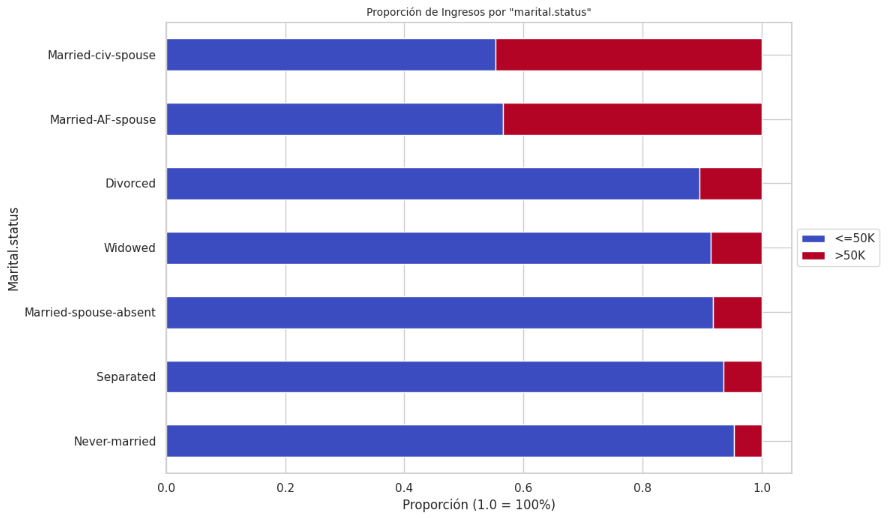 Proporción de Ingresos por "marital.status"
Marital.status
Married-civ-spouse
Married-AF-spouse
Divorced
Widowed
Married-spouse-absent
Separated
Never-married
<=50K
>50K
0.0 0.2 0.4 0.6 0.8 1.0
Proporción (1.0 = 100%)